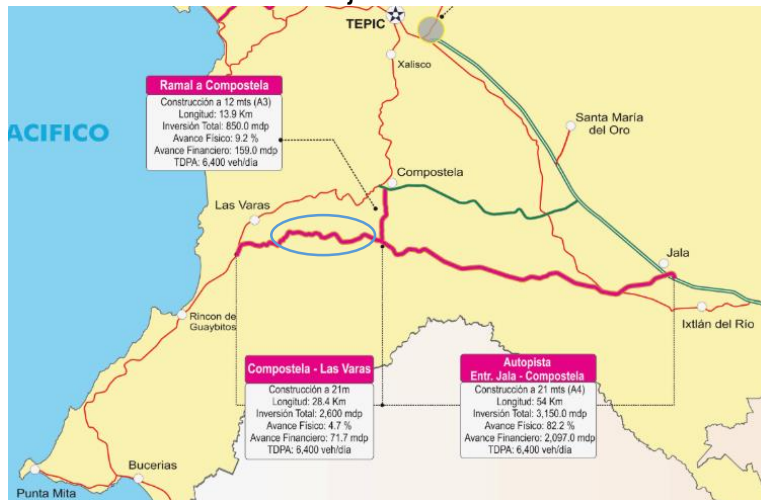 TEPIC
Xalisco
Ramal a Compostela
Construcción a 12 mts (A3)
Longitud: 13.9 Km
Inversión Total: 850.0 mdp
Avance Físico: 9.2 %
Avance Financiero: 159.0 mdp
TDPA: 6,400 veh/día
Santa María
del Oro
ACIFICO
Compostela
Las Varas
Jala
Rincon de
Guaybitos
Ixtlán del Río
Compostela - Las Varas
Construcción a 21m
Longitud: 28.4 Km
Inversión Total: 2,600 mdp
Avance Físico: 4.7 %
Avance Financiero: 71.7 mdp
TDPA: 6,400 veh/día
Autopista
Entr. Jala - Compostela
Construcción a 21 mts (A4)
Longitud: 54 Km
Inversión Total: 3,150.0 mdp
Avance Físico: 82.2 %
Avance Financiero: 2,097.0 mdp
TDPA: 6,400 veh/día
Bucerias
Punta Mita